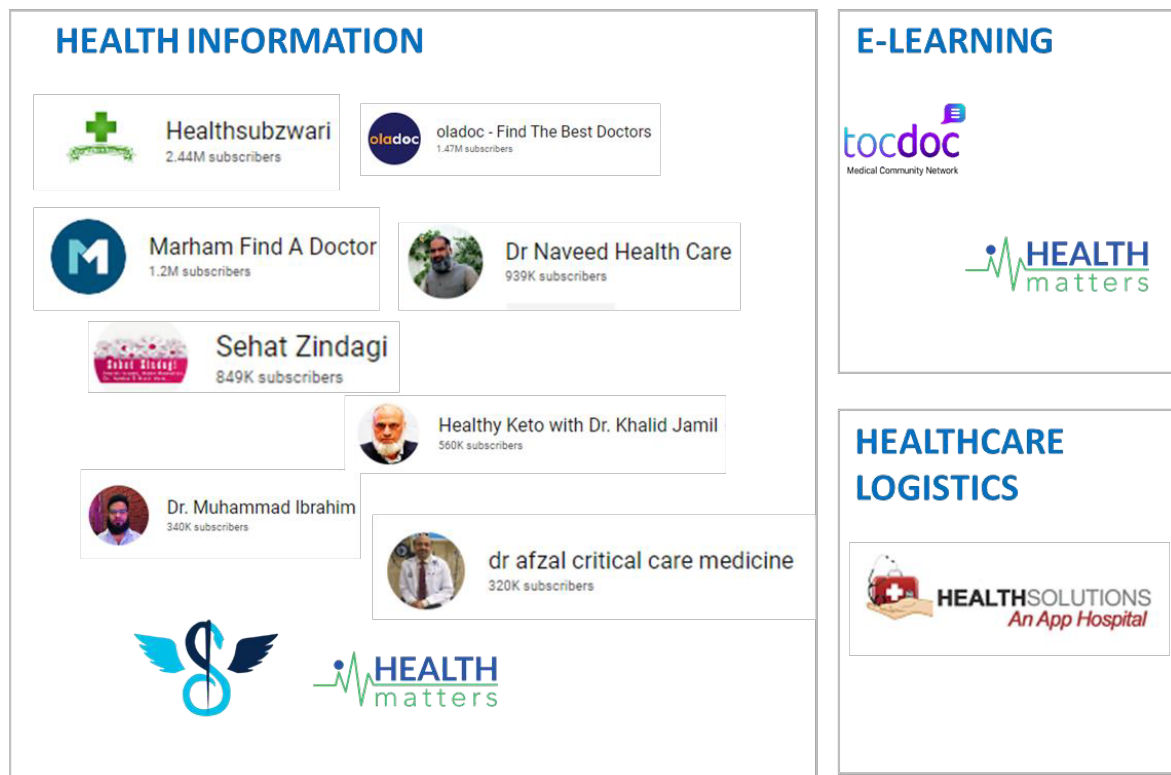 HEALTH INFORMATION
Healthsubzwari
2.44M subscribers
oladoc
oladoc - Find The Best Doctors
1.47M subscribers
M
Marham Find A Doctor
1.2M subscribers
Dr Naveed Health Care
939K subscribers
Sehat Zindagi
Sehat Zindagi
849K subscribers
Healthy Keto with Dr. Khalid Jamil
560K subscribers
Dr. Muhammad Ibrahim
340K subscribers
dr afzal critical care medicine
320K subscribers
HEALTH
matters
E-LEARNING
tocdoc
Medical Community Network
HEALTH
matters
HEALTHCARE
LOGISTICS
HEALTHSOLUTIONS
An App Hospital